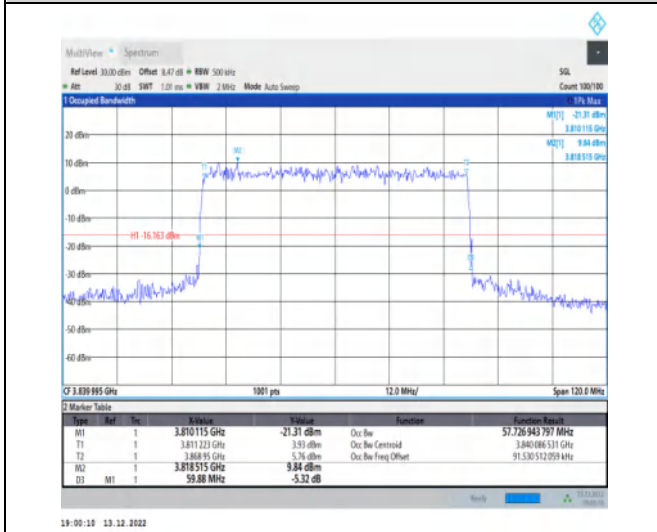 MultiView Spectrum
Ref Level 30.00 dBm Offset 8.47 dB RBW 500 kHz SGL
Att 30 dB SWT 1.01 ms VBW 2 MHz Mode Auto Sweep Count 100/100
1 Occupied Bandwidth 1Pk Max
M1[1] -21.31 dBm
3.810 115 GHz
20 dBm
M2[1] 9.84 dBm
3.818 515 GHz
M2
10 dBm
T1
0 dBm
-10 dBm
H1 -16.163 dBm
M1
-20 dBm
-30 dBm
-50 dBm
-60 dBm
CF 3.839 995 GHz 1001 pts 12.0 MHz/ Span 120.0 MHz
2 Marker Table
Type Ref Trc X-Value Y-Value Function Function Result
M1 1 3.810 115 GHz -21.31 dBm Occ Bw 57.726 943 797 MHz
T1 1 3.811 223 GHz 3.93 dBm Occ Bw Centroid 3.840 086 531 GHz
T2 1 3.868 95 GHz 5.76 dBm Occ Bw Freq Offset 91.530 512 059 kHz
M2 1 3.818 515 GHz 9.84 dBm
D3 M1 1 59.88 MHz -5.32 dB
Ready 13.12.2022
19:00:10 13.12.2022